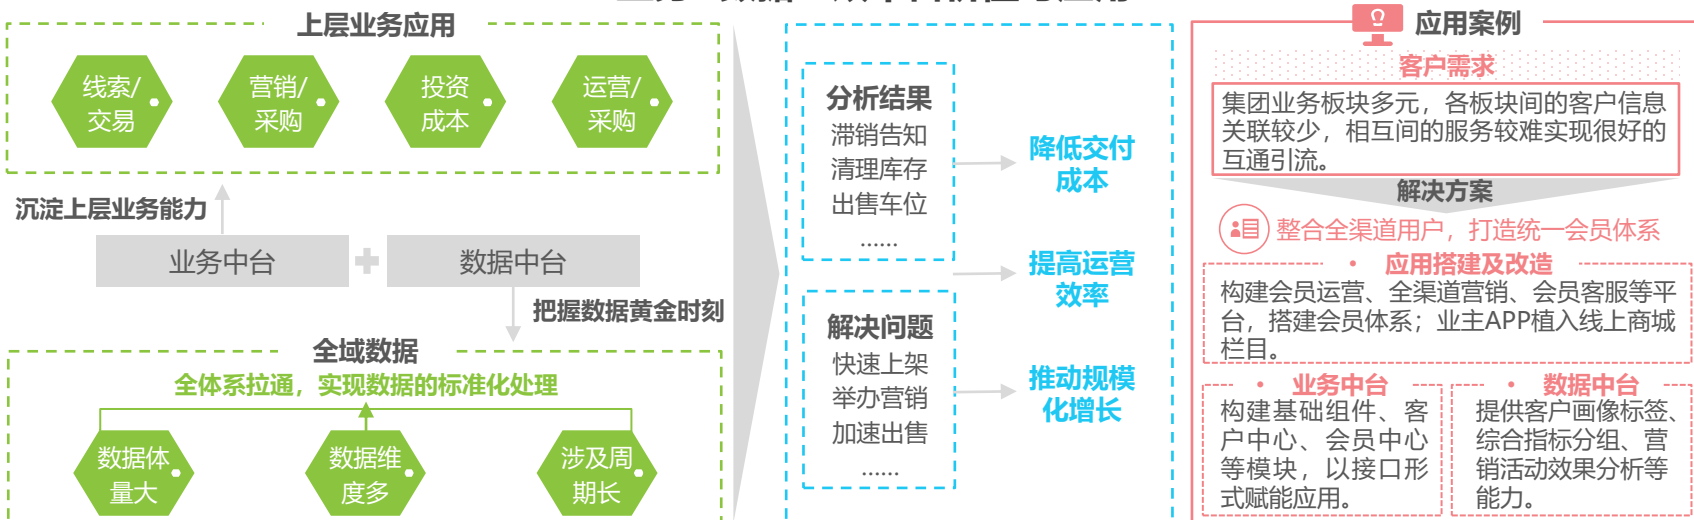 上层业务应用
线索/
交易
营销/
采购
投资
成本
运营/
采购
沉淀上层业务能力
业务中台
数据中台
把握数据黄金时刻
全域数据
全体系拉通，实现数据的标准化处理
数据体
量大
数据维
度多
涉及周
期长
分析结果
滞销告知
清理库存
出售车位
......
解决问题
快速上架
举办营销
加速出售
......
降低交付
成本
提高运营
效率
推动规模
化增长
应用案例
客户需求
集团业务板块多元，各板块间的客户信息
关联较少，相互间的服务较难实现很好的
互通引流。
解决方案
整合全渠道用户，打造统一会员体系
• 应用搭建及改造
构建会员运营、全渠道营销、会员客服等平
台，搭建会员体系；业主APP植入线上商城
栏目。
• 业务中台
构建基础组件、客
户中心、会员中心
等模块，以接口形
式赋能应用。
• 数据中台
提供客户画像标签、
综合指标分组、营
销活动效果分析等
能力。